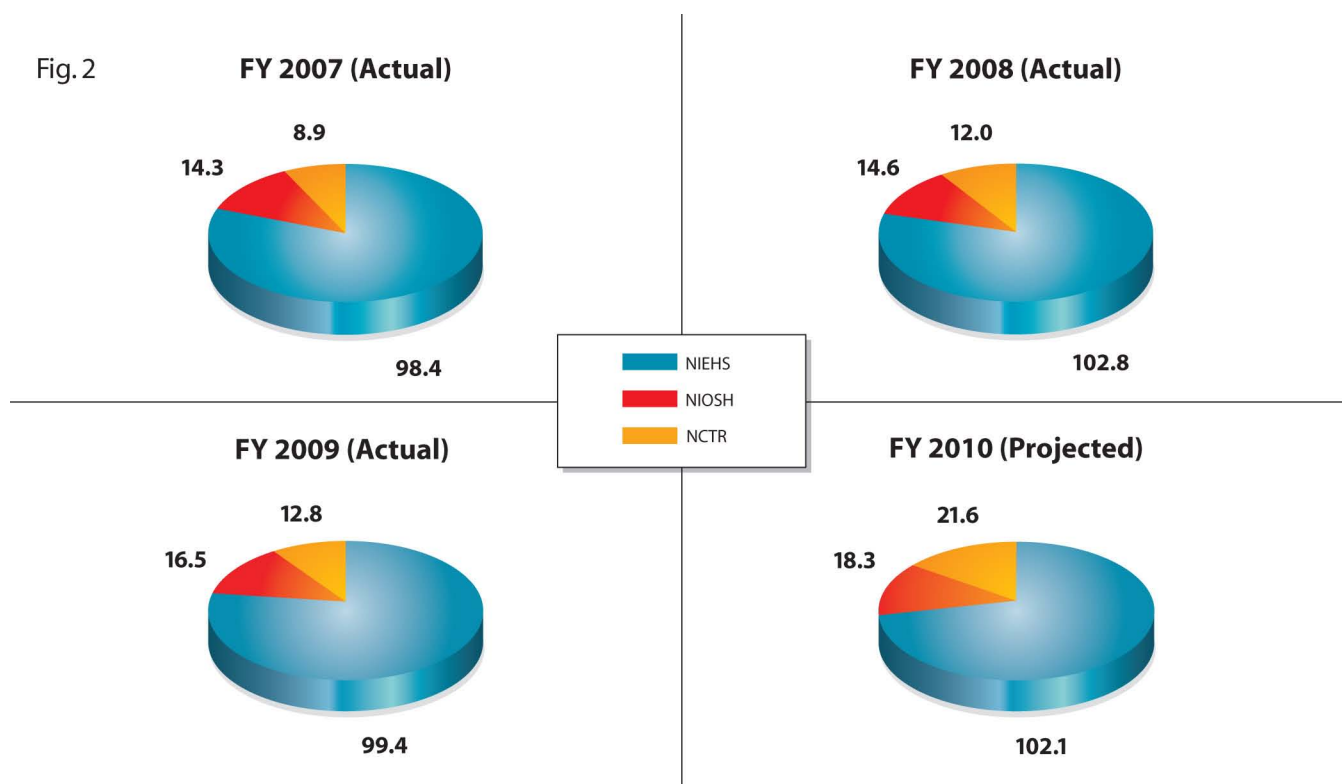 Fig. 2
FY 2007 (Actual)
8.9
14.3
98.4
FY 2008 (Actual)
12.0
14.6
102.8
NIEHS
NIOSH
NCTR
FY 2009 (Actual)
12.8
16.5
99.4
FY 2010 (Projected)
21.6
18.3
102.1